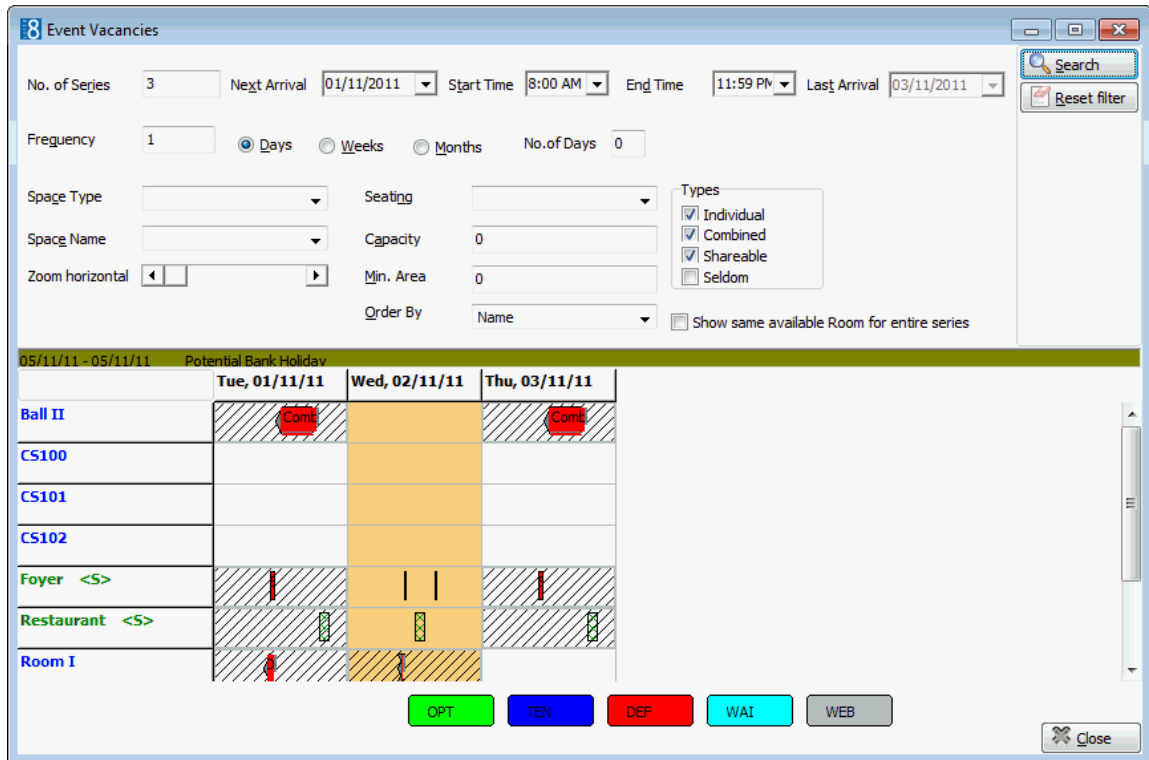 8 Event Vacancies
No. of Series 3 Next Arrival 01/11/2011 Start Time 8:00 AM End Time 11:59 PM Last Arrival 03/11/2011
Search
Reset filter
Frequency 1 Days Weeks Months No.of Days 0
Space Type Seating
Types
Individual
Space Name Capacity 0 Combined
Shareable
Zoom horizontal Min. Area 0 Seldom
Order By Name Show same available Room for entire series
05/11/11 - 05/11/11 Potential Bank Holiday
Tue, 01/11/11 Wed, 02/11/11 Thu, 03/11/11
Ball II Comb Comb
CS100
CS101
CS102
Foyer <S>
Restaurant <S>
Room I
OPT TEN DEF WAI WEB
Close